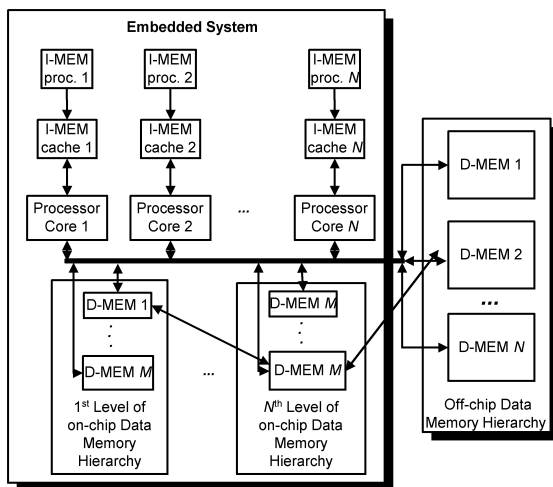 Embedded System
I-MEM
proc. 1
I-MEM
proc. 2
I-MEM
proc. N
I-MEM
cache 1
I-MEM
cache 2
I-MEM
cache N
Processor
Core 1
Processor
Core 2
...
Processor
Core N
D-MEM 1
D-MEM M
1st Level of
on-chip Data
Memory
Hierarchy
...
D-MEM M
D-MEM M
Nth Level of
on-chip Data
Memory
Hierarchy
D-MEM 1
D-MEM 2
...
D-MEM N
Off-chip Data
Memory Hierarchy